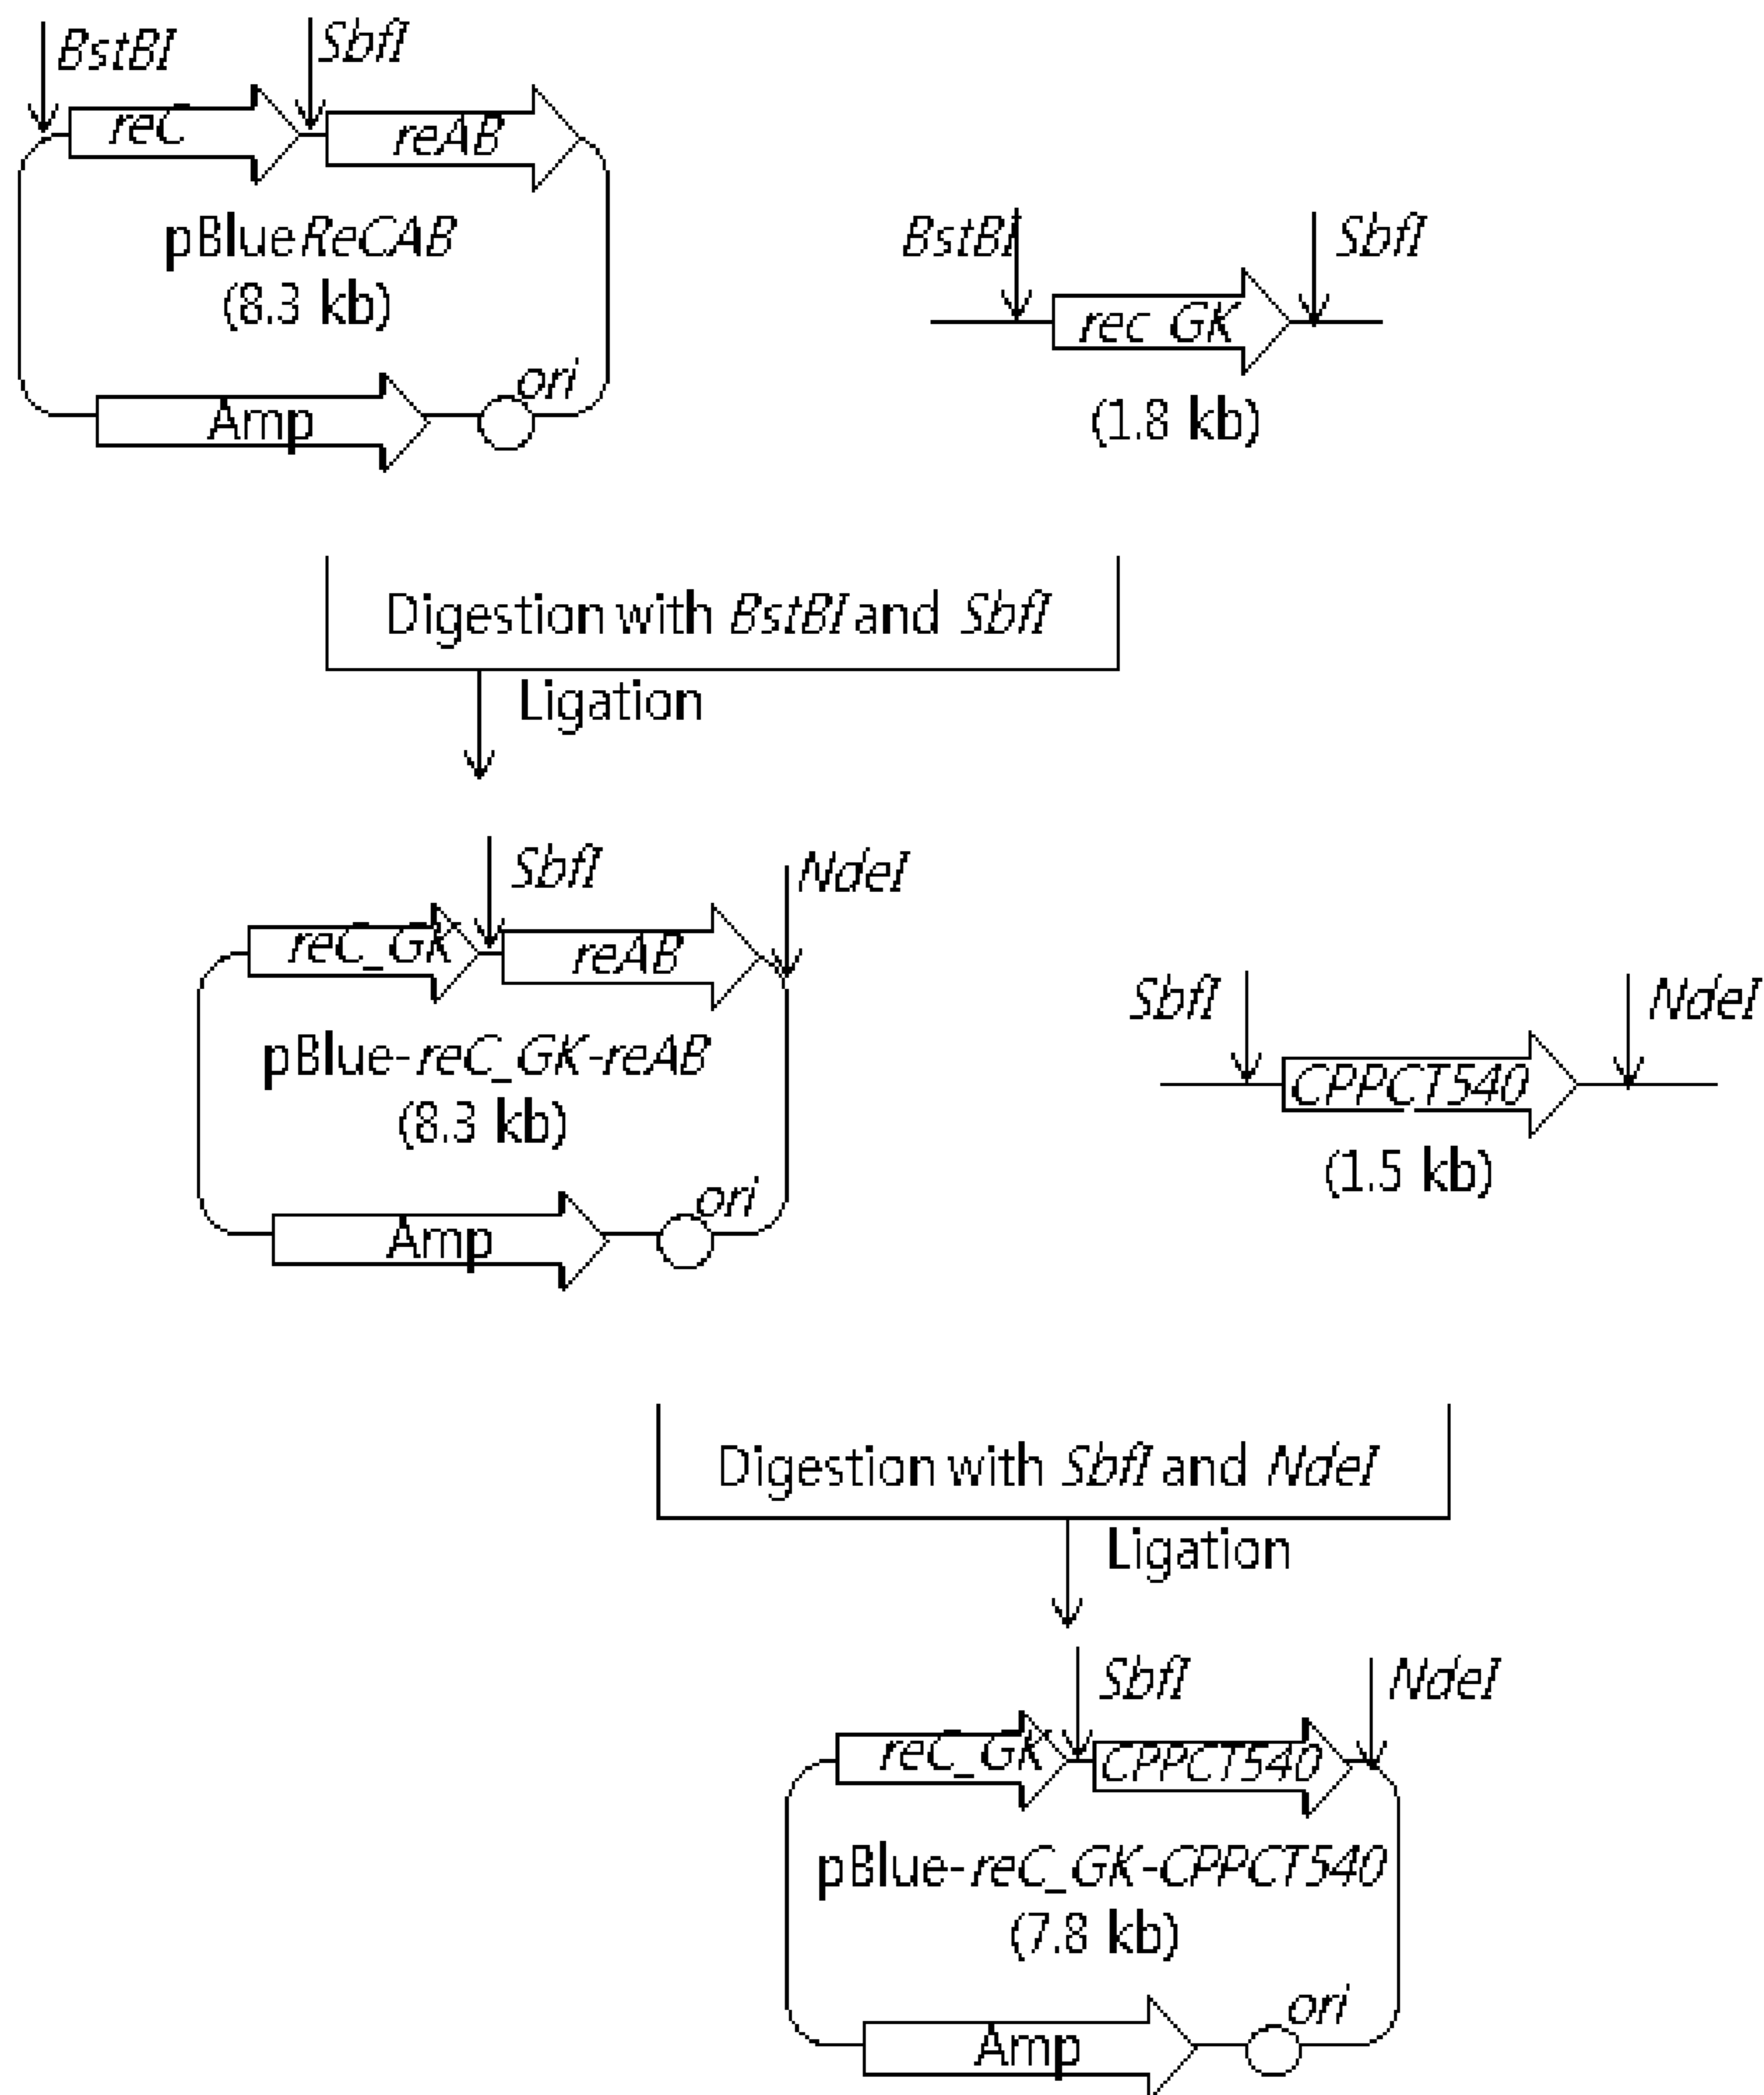 BstBI
SbfI
reC
reAB
pBlueReCAB
(8.3 kb)
Amp
ori
BstBI
SbfI
rec GK
(1.8 kb)
Digestion with BstBI and SbfI
Ligation
SbfI
NdeI
reC_GK
reAB
pBlue-reC_GK-reAB
(8.3 kb)
Amp
ori
SbfI
NdeI
CPPCT540
(1.5 kb)
Digestion with SbfI and NdeI
Ligation
SbfI
NdeI
reC_GK
CPPCT540
pBlue-reC_GK-CPPCT540
(7.8 kb)
Amp
ori